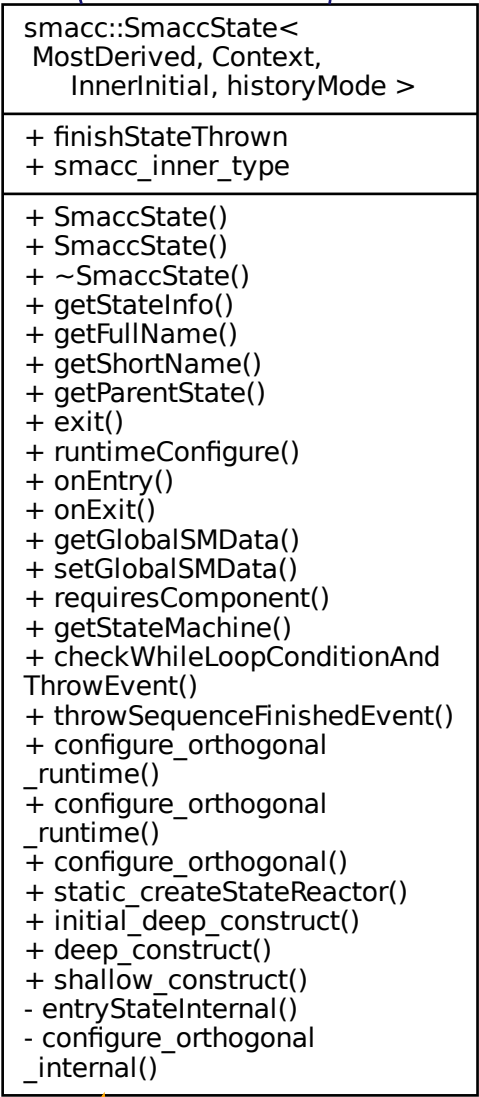 smacc::SmaccState<
MostDerived, Context,
InnerInitial, historyMode >
+ finishStateThrown
+ smacc_inner_type
+ SmaccState()
+ SmaccState()
+ ~SmaccState()
+ getStateInfo()
+ getFullName()
+ getShortName()
+ getParentState()
+ exit()
+ runtimeConfigure()
+ onEntry()
+ onExit()
+ getGlobalSMData()
+ setGlobalSMData()
+ requiresComponent()
+ getStateMachine()
+ checkWhileLoopConditionAnd
ThrowEvent()
+ throwSequenceFinishedEvent()
+ configure_orthogonal
_runtime()
+ configure_orthogonal
_runtime()
+ configure_orthogonal()
+ static_createStateReactor()
+ initial_deep_construct()
+ deep_construct()
+ shallow_construct()
- entryStateInternal()
- configure_orthogonal
_internal()